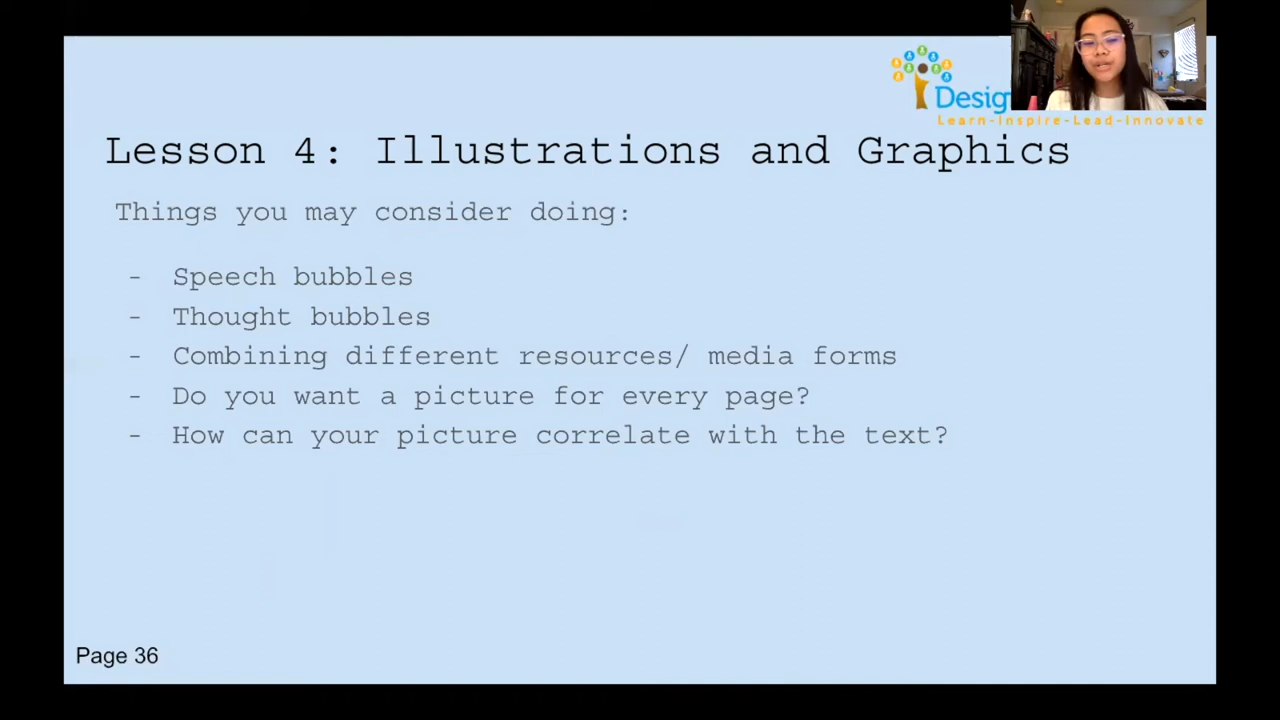 Desig
Learn-Inspire-Lead-Innovate
Lesson 4: Illustrations and Graphics
Things you may consider doing:
- Speech bubbles
- Thought bubbles
- Combining different resources/ media forms
- Do you want a picture for every page?
- How can your picture correlate with the text?
Page 36